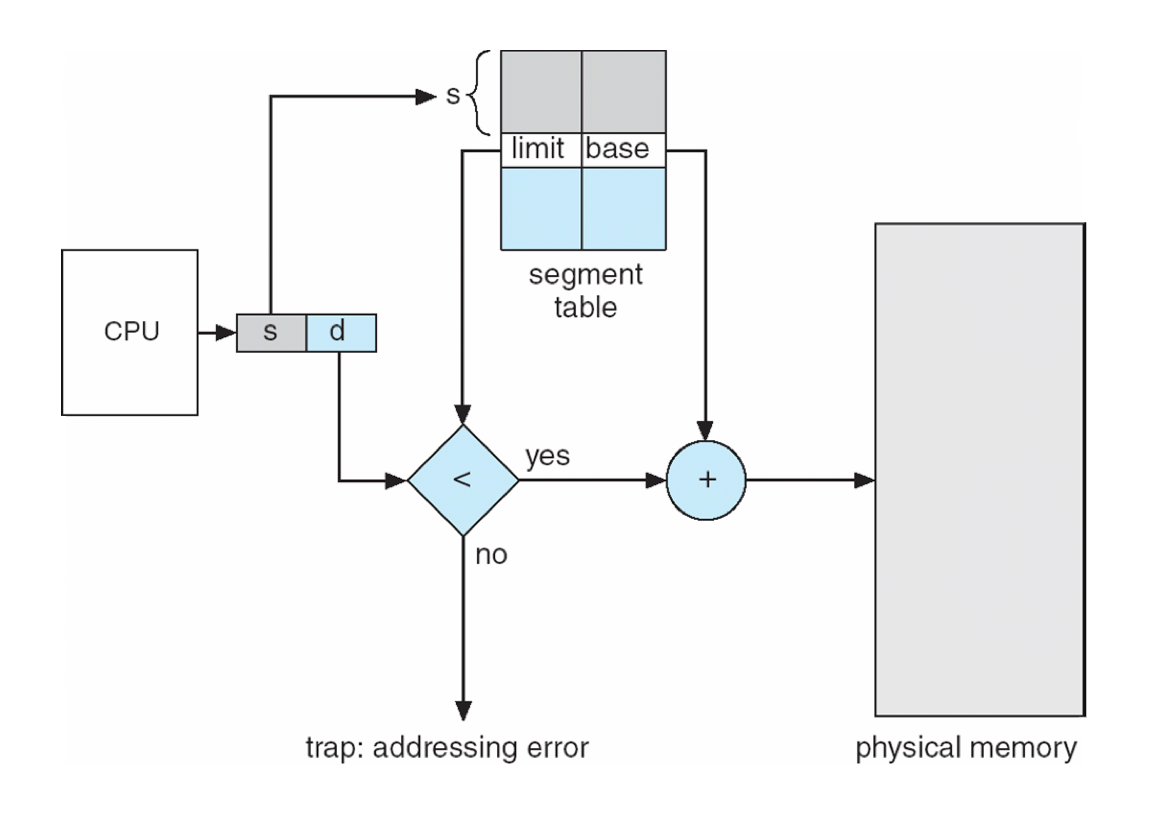 s
limit base
segment
table
CPU
s d
< yes +
no
trap: addressing error
physical memory